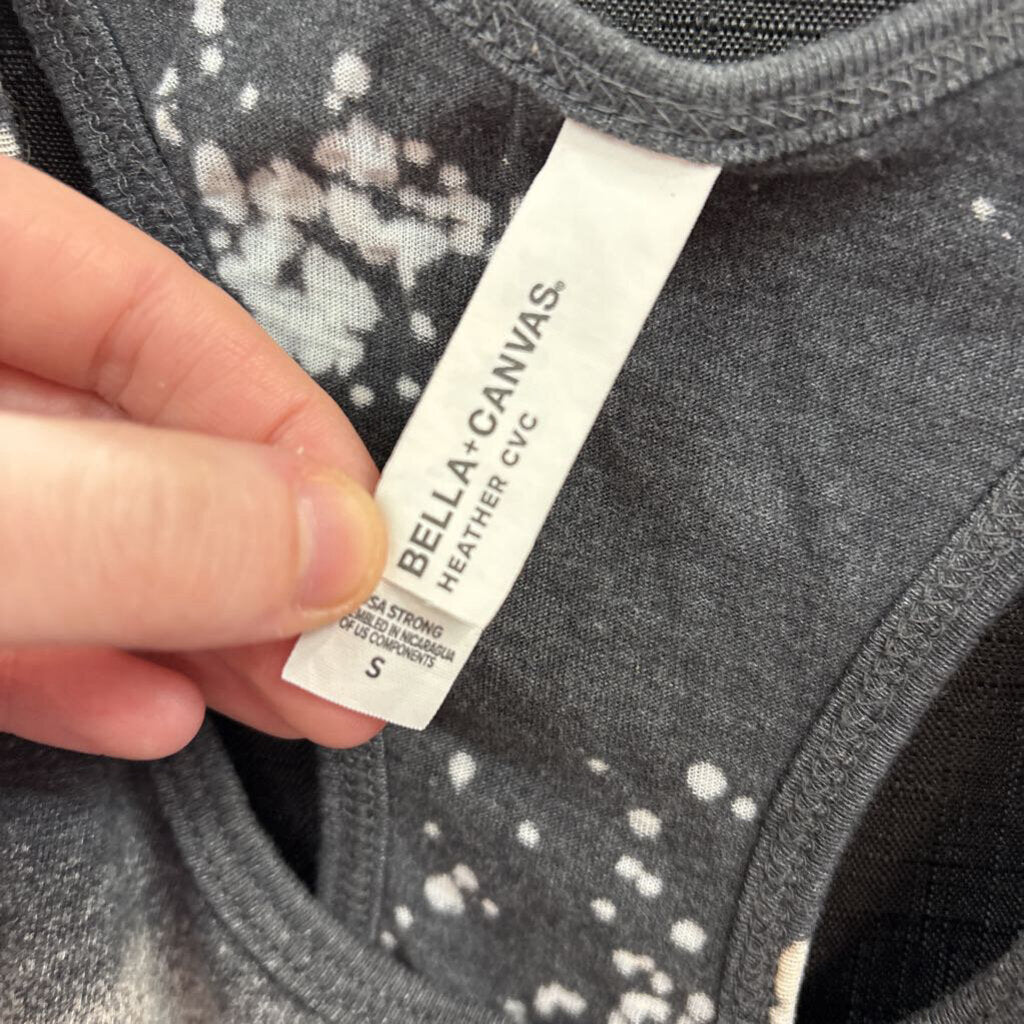 BELLA+CANVAS®
HEATHER CVC
STRONG
IN NICARAGUA
OF US COMPONENTS
S